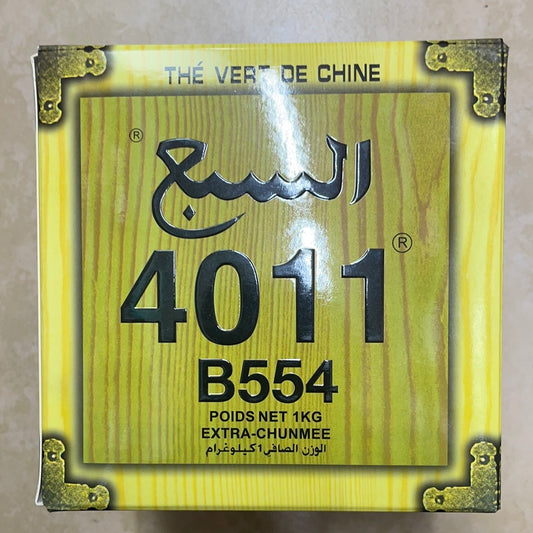 THÉ VERT DE CHINE
® السبع
4011 ®
B554
POIDS NET 1KG
EXTRA-CHUNMEE
الوزن الصافي 1 كيلوغرام